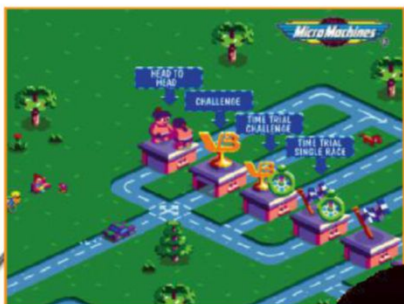 Micro Machines
HEAD TO
HEAD
CHALLENGE
TIME TRIAL
CHALLENGE
TIME TRIAL
SINGLE RACE